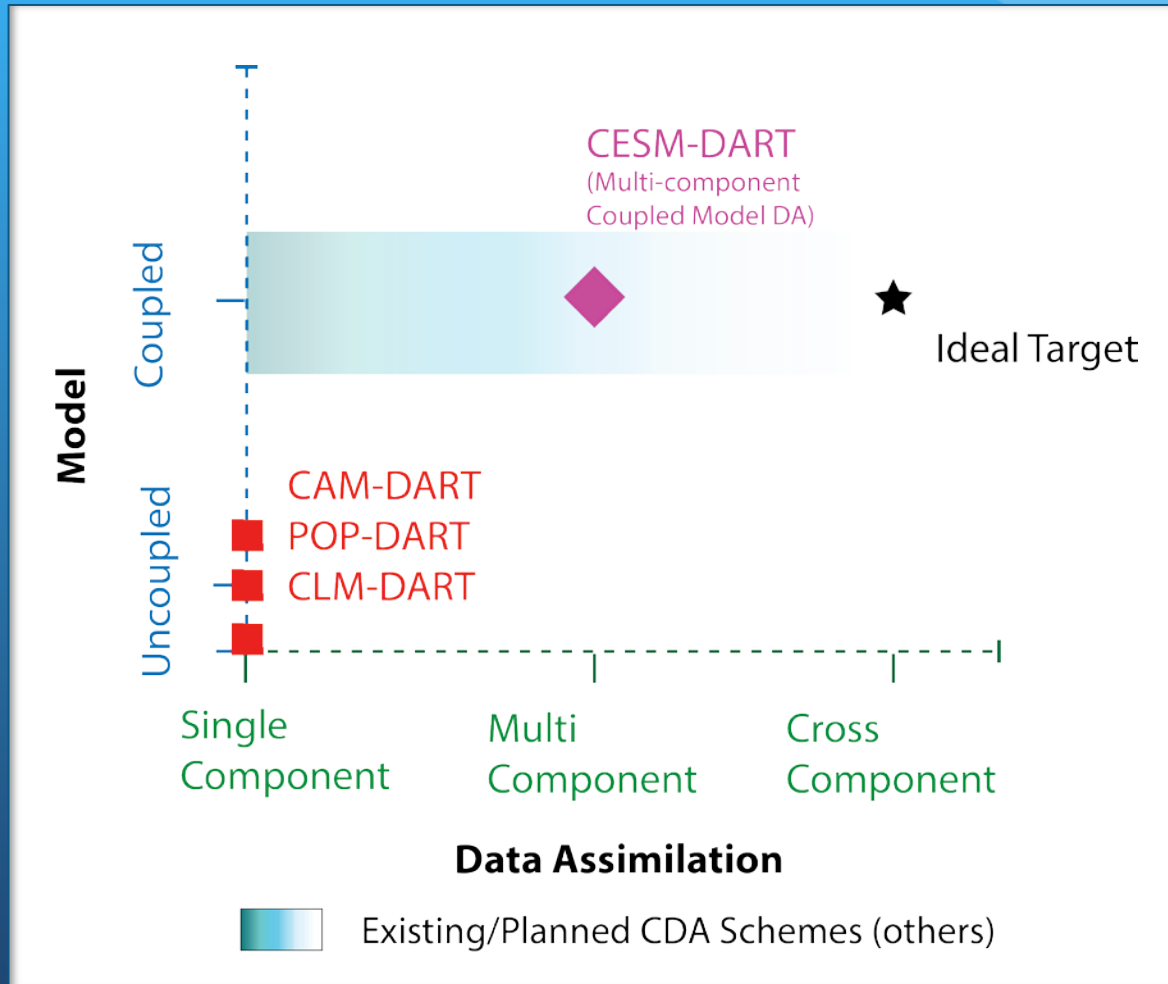 CESM-DART
(Multi-component
Coupled Model DA)
Coupled
Ideal Target
Model
CAM-DART
POP-DART
CLM-DART
Uncoupled
Single
Component
Multi
Component
Cross
Component
Data Assimilation
Existing/Planned CDA Schemes (others)